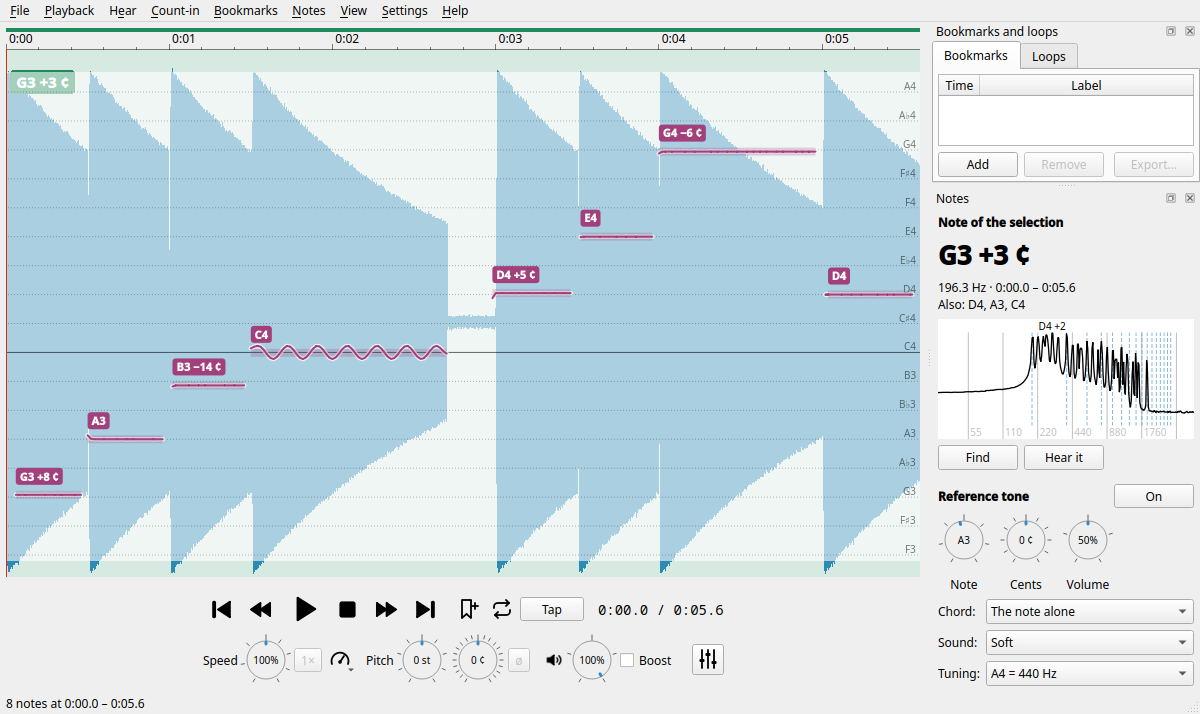 File Playback Hear Count-in Bookmarks Notes View Settings Help
0:00 0:01 0:02 0:03 0:04 0:05
G3 +3 ¢
A4
A♭4
G4
F♯4
F4
E4
E♭4
D4
C♯4
C4
B3
B♭3
A3
A♭3
G3
F♯3
F3
G3 +8 ¢
A3
B3 −14 ¢
C4
D4 +5 ¢
E4
G4 −6 ¢
D4
0:00.0 / 0:05.6
Tap
Speed 100% 1× Pitch 0 st 0 ¢ ø 100% Boost
8 notes at 0:00.0 – 0:05.6
Bookmarks and loops
Bookmarks Loops
Time Label
Add Remove Export...
Notes
Note of the selection
G3 +3 ¢
196.3 Hz · 0:00.0 – 0:05.6
Also: D4, A3, C4
D4 +2
55 110 220 440 880 1760
Find Hear it
Reference tone On
A3 0 ¢ 50%
Note Cents Volume
Chord: The note alone
Sound: Soft
Tuning: A4 = 440 Hz